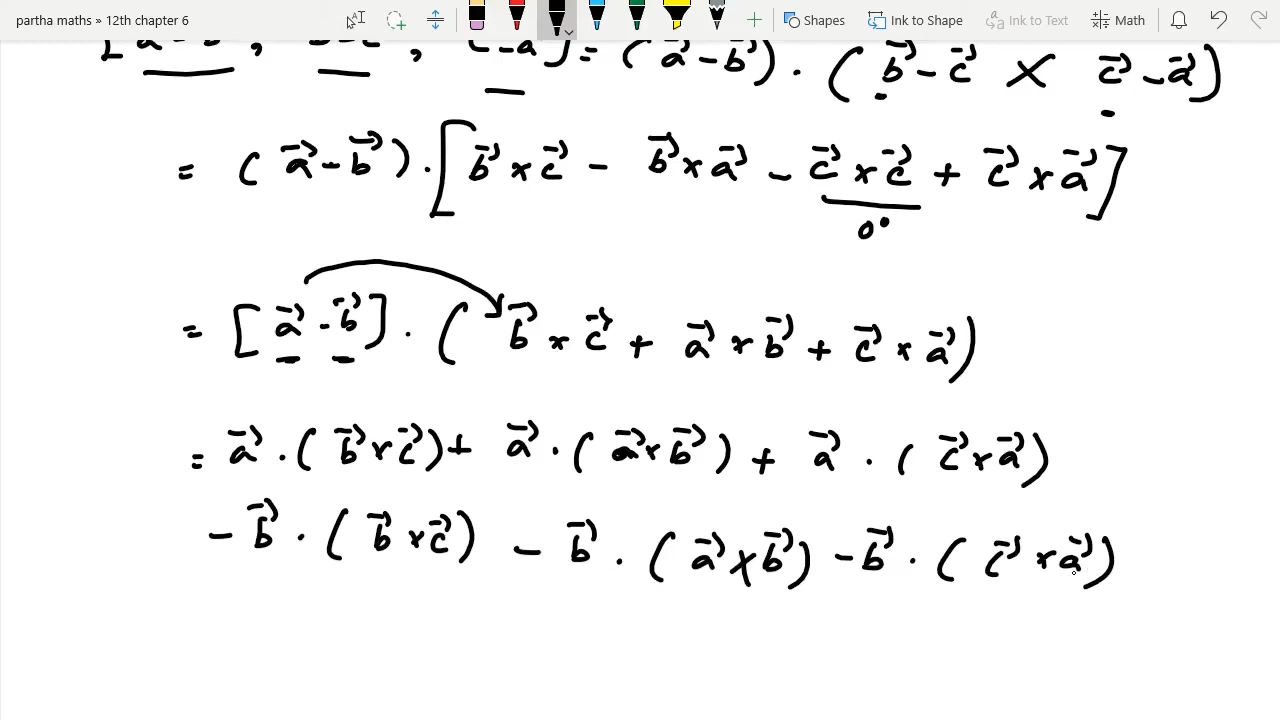 partha maths » 12th chapter 6 Shapes Ink to Shape Ink to Text Math
[a⃗ - b⃗, b⃗ - c⃗, c⃗ - a⃗] = (a⃗ - b⃗) · (b⃗ - c⃗ × c⃗ - a⃗)
= (a⃗ - b⃗) · [b⃗ × c⃗ - b⃗ × a⃗ - c⃗ × c⃗ + c⃗ × a⃗]
0
= [a⃗ - b⃗] · (b⃗ × c⃗ + a⃗ × b⃗ + c⃗ × a⃗)
= a⃗ · (b⃗ × c⃗) + a⃗ · (a⃗ × b⃗) + a⃗ · (c⃗ × a⃗)
- b⃗ · (b⃗ × c⃗) - b⃗ · (a⃗ × b⃗) - b⃗ · (c⃗ × a⃗)